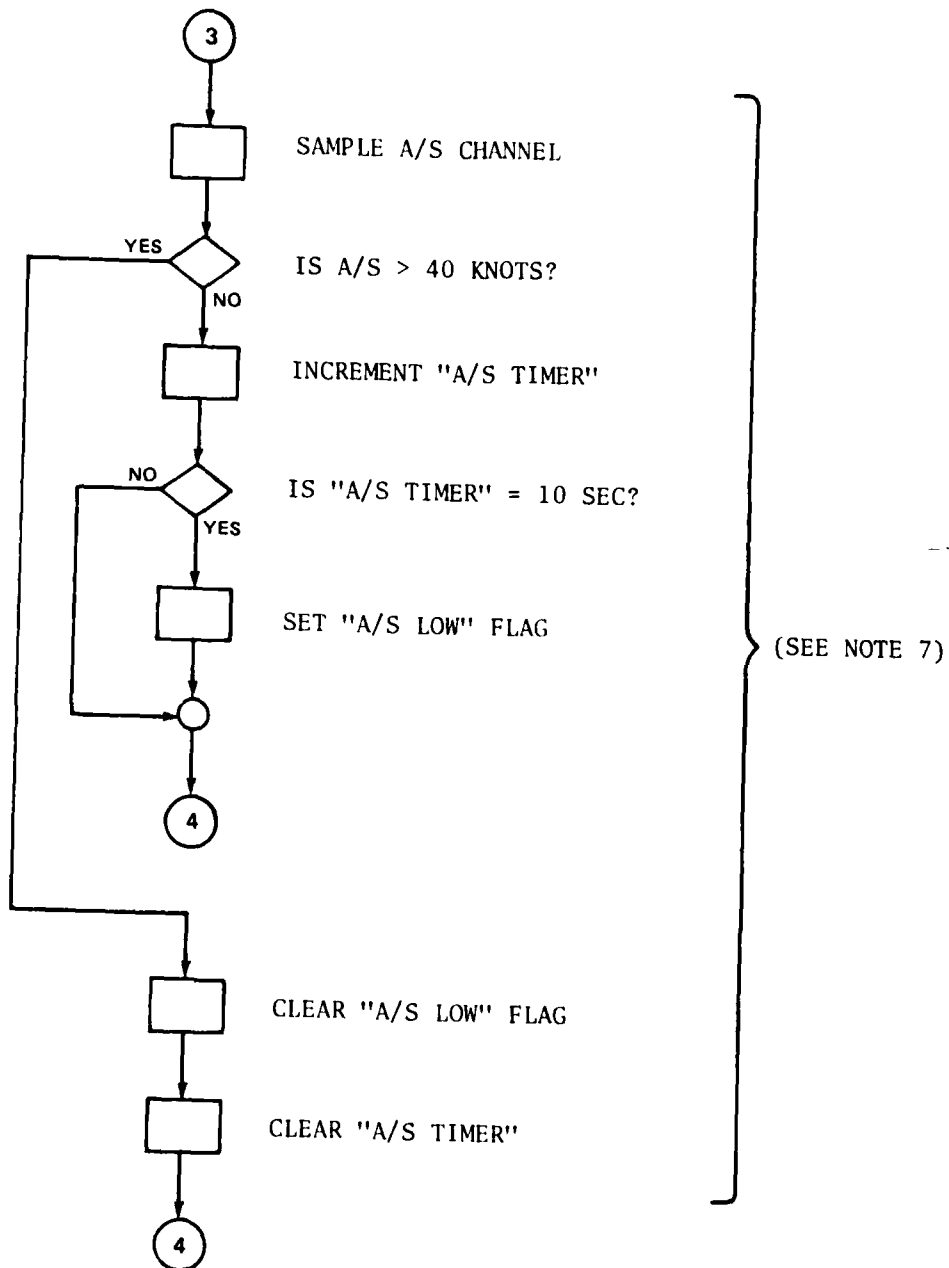 3
SAMPLE A/S CHANNEL
YES
IS A/S > 40 KNOTS?
NO
INCREMENT "A/S TIMER"
NO
IS "A/S TIMER" = 10 SEC?
YES
SET "A/S LOW" FLAG
(SEE NOTE 7)
4
CLEAR "A/S LOW" FLAG
CLEAR "A/S TIMER"
4